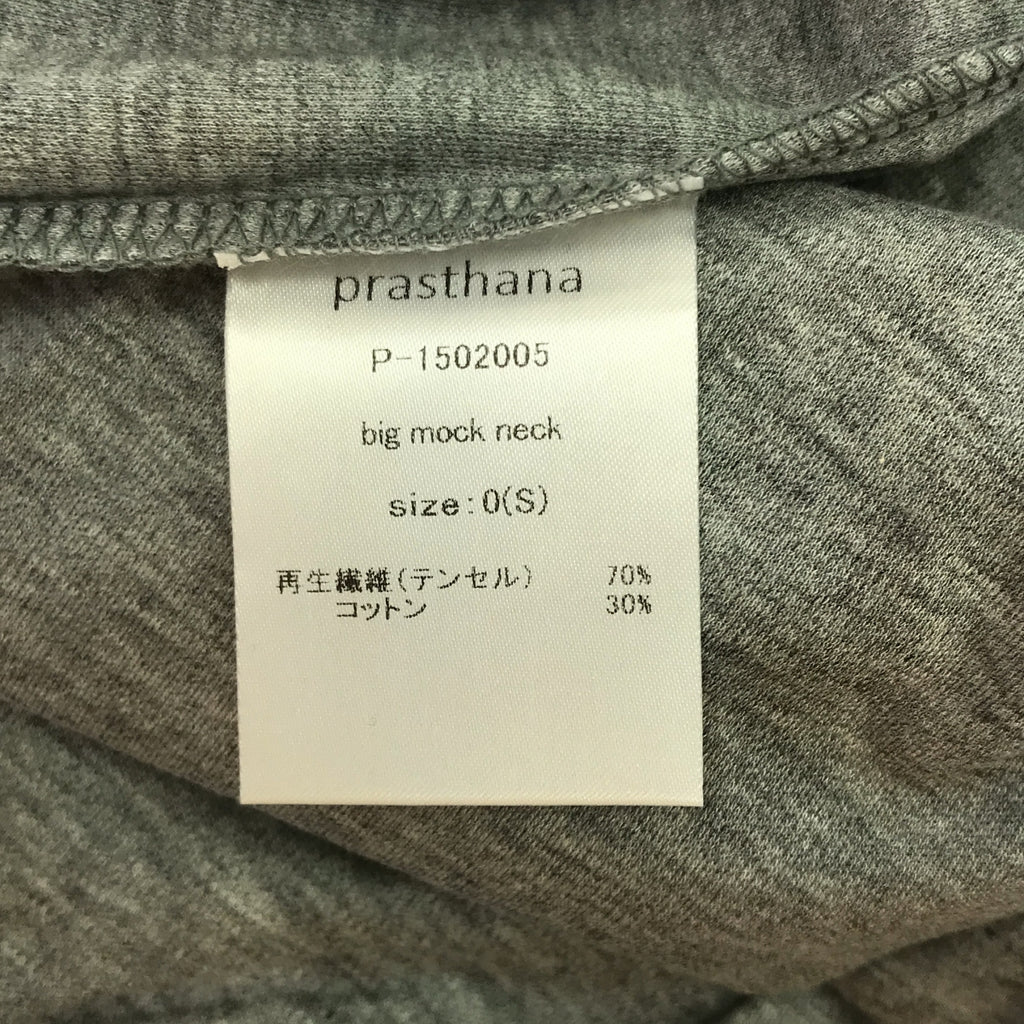 prasthana
P-1502005
big mock neck
size:0(S)
再生繊維(テンセル) 70%
コットン 30%